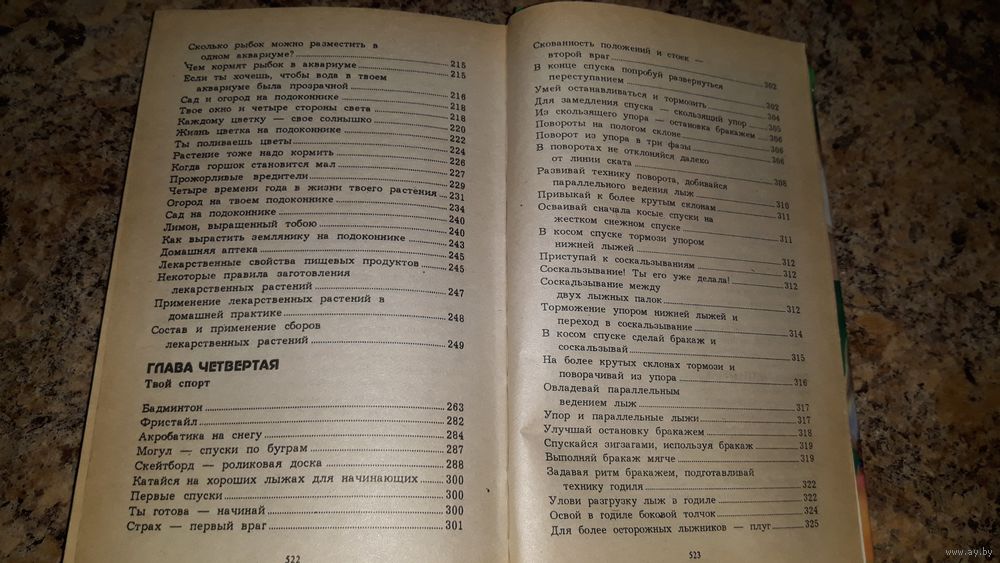 Сколько рыбок можно разместить в
одном аквариуме? 215
Чем кормят рыбок в аквариуме 215
Если ты хочешь, чтобы вода в твоем
аквариуме была прозрачной 216
Сад и огород на подоконнике 218
Твое окно и четыре стороны света 218
Каждому цветку — свое солнышко 220
Жизнь цветка на подоконнике 222
Ты поливаешь цветы 224
Растение тоже надо кормить 226
Когда горшок становится мал 227
Прожорливые вредители 229
Четыре времени года в жизни твоего растения 231
Огород на твоем подоконнике 234
Сад на подоконнике 240
Лимон, выращенный тобою 240
Как вырастить землянику на подоконнике 243
Домашняя аптека 245
Лекарственные свойства пищевых продуктов 245
Некоторые правила заготовления
лекарственных растений 247
Применение лекарственных растений в
домашней практике 248
Состав и применение сборов
лекарственных растений 249
ГЛАВА ЧЕТВЕРТАЯ
Твой спорт
Бадминтон 263
Фристайл 282
Акробатика на снегу 284
Могул — спуски по буграм 287
Скейтборд — роликовая доска 288
Катайся на хороших лыжах для начинающих 300
Первые спуски 300
Ты готова — начинай 300
Страх — первый враг 301
522
Скованность положений и стоек —
второй враг 302
В конце спуска попробуй развернуться
переступанием 302
Умей останавливаться и тормозить 304
Для замедления спуска — скользящий упор 305
Из скользящего упора — остановка бракажем 306
Повороты на пологом склоне 306
Поворот из упора в три фазы 306
В поворотах не отклоняйся далеко
от линии ската 308
Развивай технику поворота, добивайся
параллельного ведения лыж 310
Привыкай к более крутым склонам 311
Осваивай сначала косые спуски на
жестком снежном спуске 311
В косом спуске тормози упором
нижней лыжей 312
Приступай к соскальзываниям 312
Соскальзывание! Ты его уже делала! 312
Соскальзывание между
двух лыжных палок 312
Торможение упором нижней лыжей и
переход в соскальзывание 314
В косом спуске сделай бракаж и
соскальзывай 315
На более крутых склонах тормози и
поворачивай из упора 316
Овладевай параллельным
ведением лыж 317
Упор и параллельные лыжи 317
Улучшай остановку бракажем 318
Спускайся зигзагами, используя бракаж 319
Выполняй бракаж мягче 319
Задавая ритм бракажем, подготавливай
технику годиля 322
Улови разгрузку лыж в годиле 322
Освой в годиле боковой толчок 324
Для более осторожных лыжников — плуг 325
523
www.ay.by